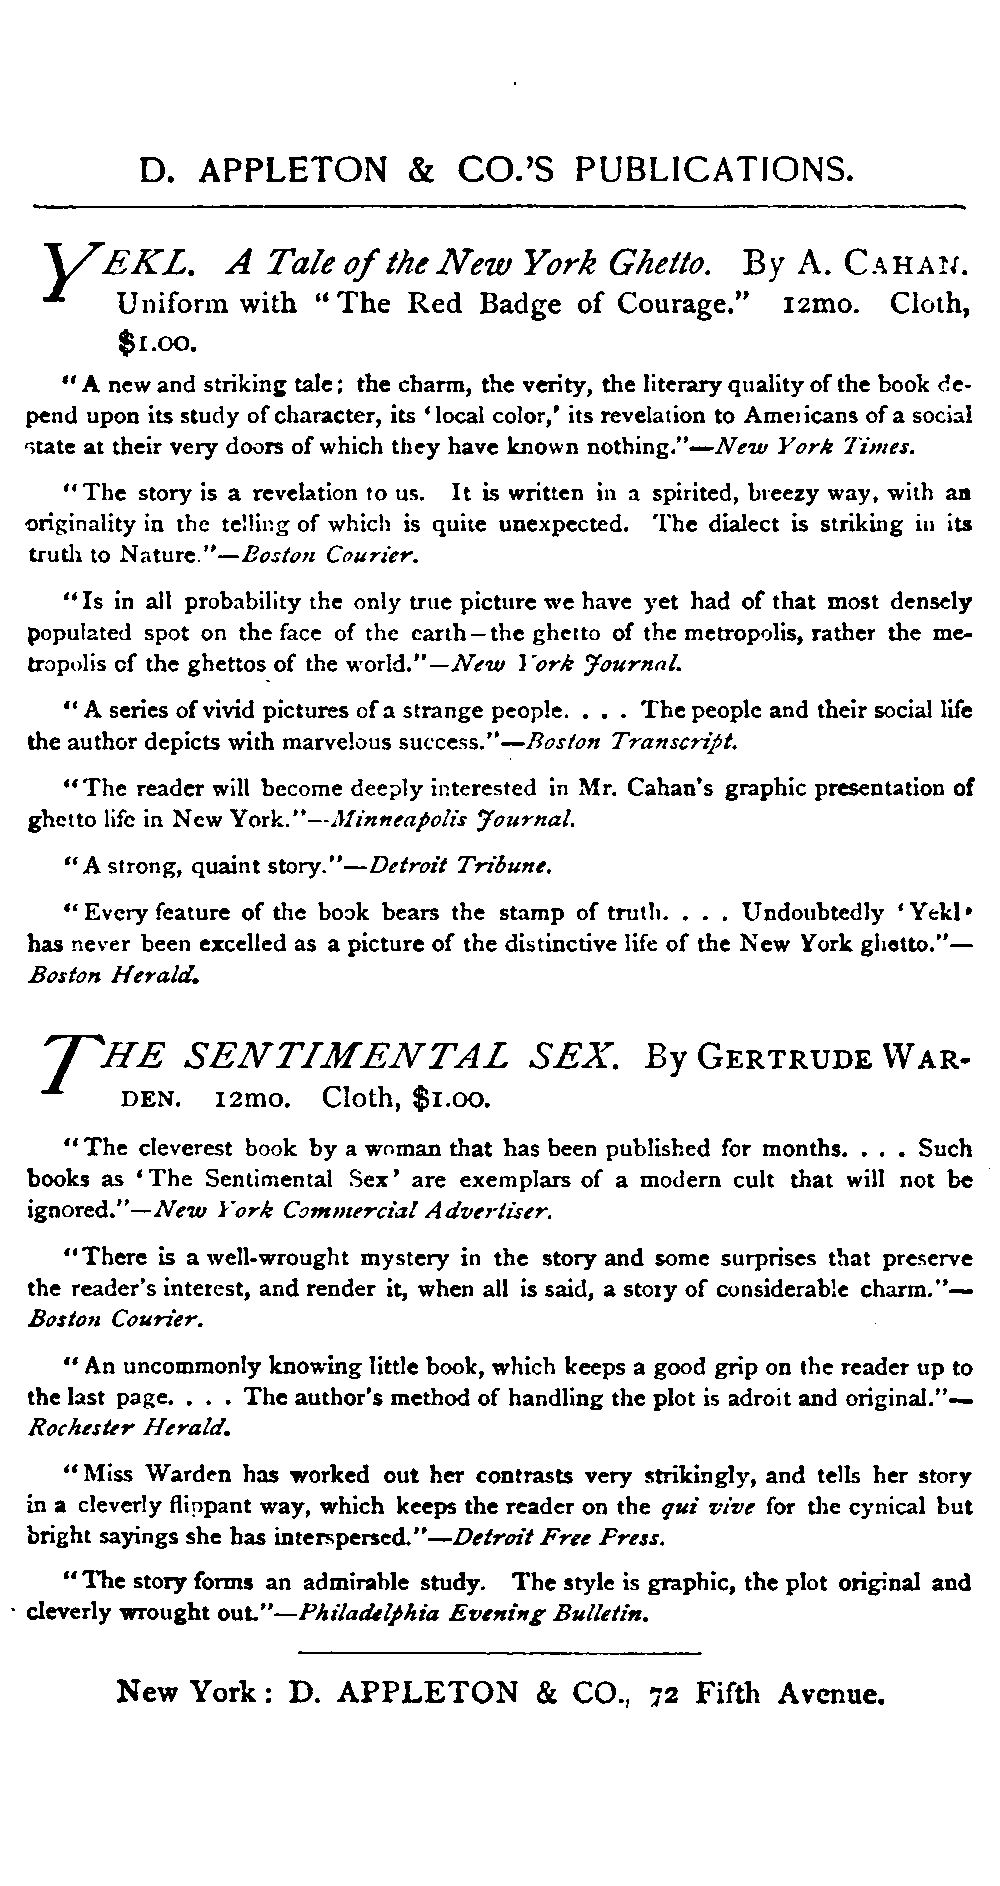 D. APPLETON & CO.'S PUBLICATIONS.
YEKL. A Tale of the New York Ghetto. By A. CAHAN.
Uniform with "The Red Badge of Courage." 12mo. Cloth,
$1.00.
"A new and striking tale; the charm, the verity, the literary quality of the book de-
pend upon its study of character, its 'local color,' its revelation to Americans of a social
state at their very doors of which they have known nothing."—New York Times.
"The story is a revelation to us. It is written in a spirited, breezy way, with an
originality in the telling of which is quite unexpected. The dialect is striking in its
truth to Nature."—Boston Courier.
"Is in all probability the only true picture we have yet had of that most densely
populated spot on the face of the earth—the ghetto of the metropolis, rather the me-
tropolis of the ghettos of the world."—New York Journal.
"A series of vivid pictures of a strange people. . . . The people and their social life
the author depicts with marvelous success."—Boston Transcript.
"The reader will become deeply interested in Mr. Cahan's graphic presentation of
ghetto life in New York."—Minneapolis Journal.
"A strong, quaint story."—Detroit Tribune.
"Every feature of the book bears the stamp of truth. . . . Undoubtedly 'Yekl'
has never been excelled as a picture of the distinctive life of the New York ghetto."—
Boston Herald.
THE SENTIMENTAL SEX. By GERTRUDE WAR-
DEN. 12mo. Cloth, $1.00.
"The cleverest book by a woman that has been published for months. . . . Such
books as 'The Sentimental Sex' are exemplars of a modern cult that will not be
ignored."—New York Commercial Advertiser.
"There is a well-wrought mystery in the story and some surprises that preserve
the reader's interest, and render it, when all is said, a story of considerable charm."—
Boston Courier.
"An uncommonly knowing little book, which keeps a good grip on the reader up to
the last page. . . . The author's method of handling the plot is adroit and original."—
Rochester Herald.
"Miss Warden has worked out her contrasts very strikingly, and tells her story
in a cleverly flippant way, which keeps the reader on the qui vive for the cynical but
bright sayings she has interspersed."—Detroit Free Press.
"The story forms an admirable study. The style is graphic, the plot original and
cleverly wrought out."—Philadelphia Evening Bulletin.
New York: D. APPLETON & CO., 72 Fifth Avenue.